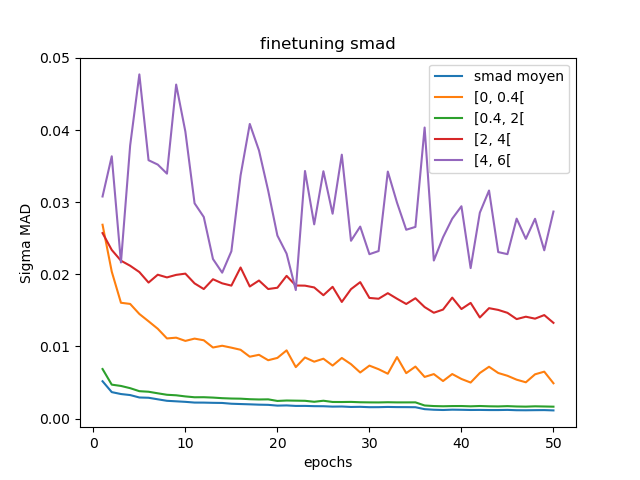 finetuning smad
smad moyen
[0, 0.4[
[0.4, 2[
[2, 4[
[4, 6[
Sigma MAD
0.05
0.04
0.03
0.02
0.01
0.00
0 10 20 30 40 50
epochs